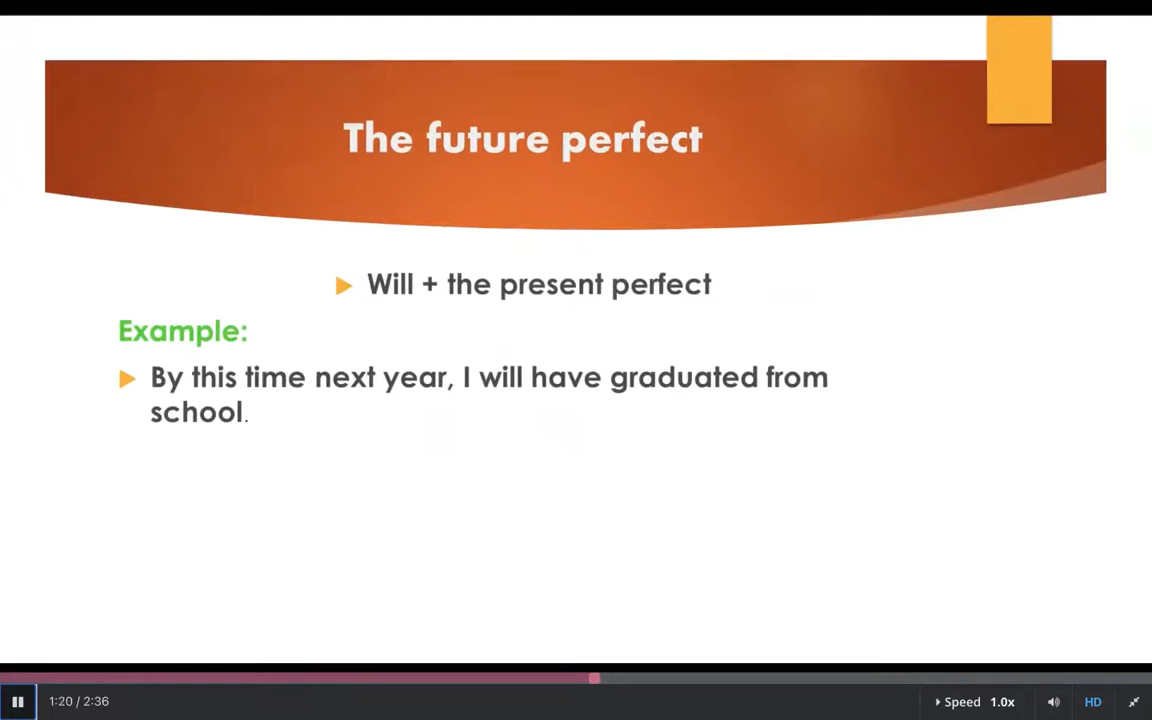 The future perfect
Will + the present perfect
Example:
By this time next year, I will have graduated from
school.
1:20 / 2:36
Speed 1.0x
HD